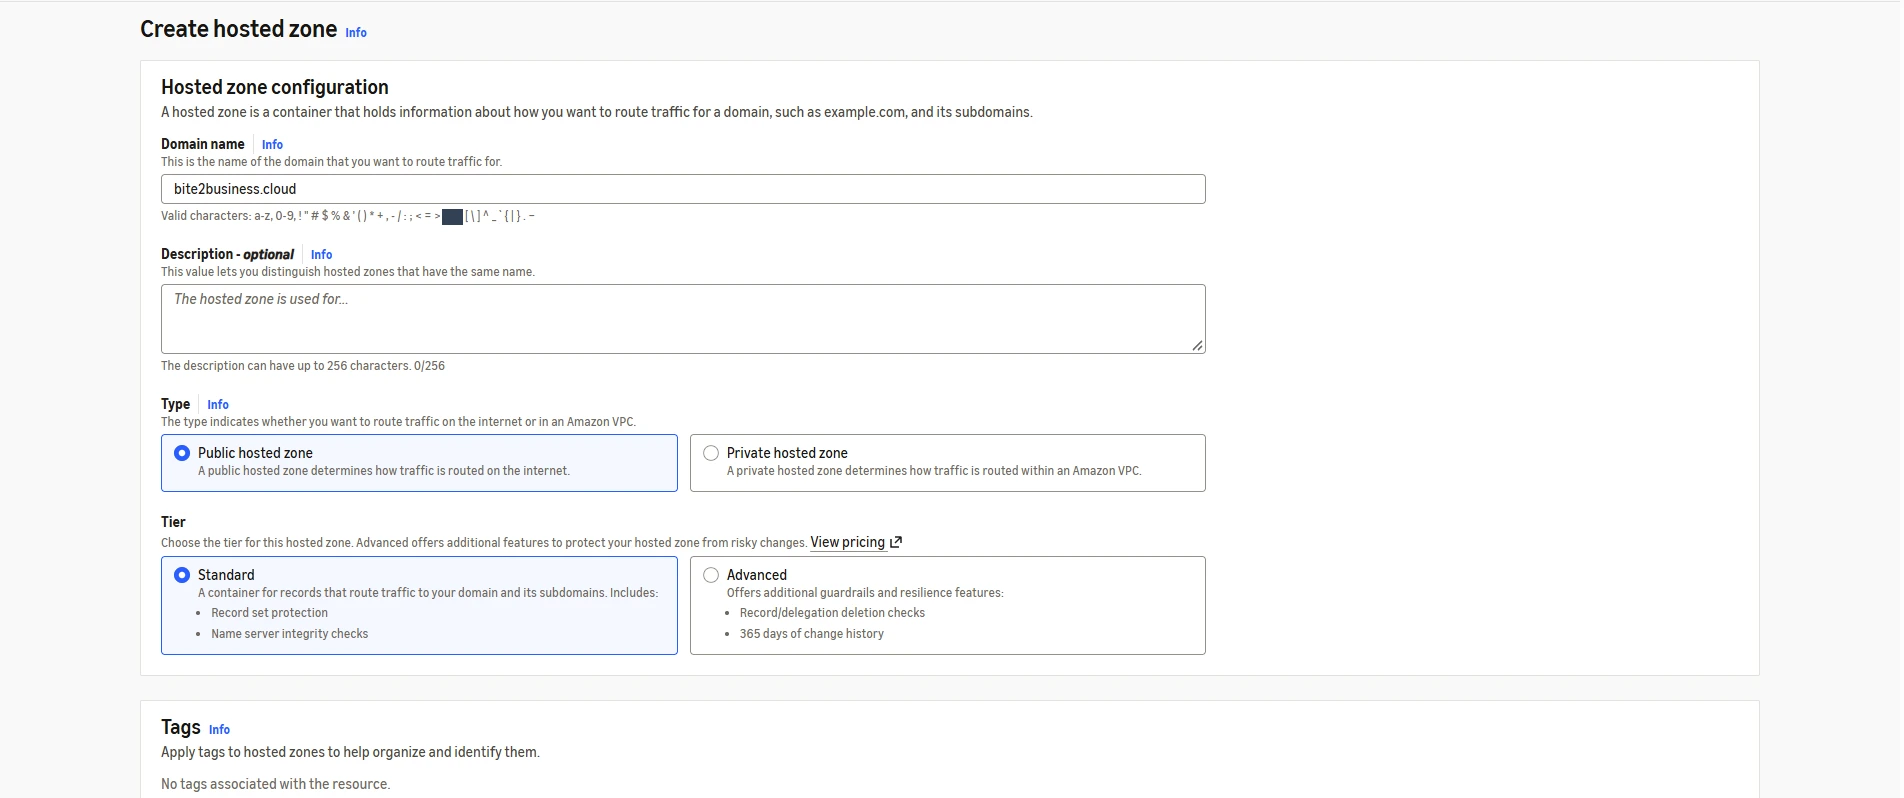 Create hosted zone Info
Hosted zone configuration
A hosted zone is a container that holds information about how you want to route traffic for a domain, such as example.com, and its subdomains.
Domain name Info
This is the name of the domain that you want to route traffic for.
bite2business.cloud
Valid characters: a-z, 0-9, ! " # $ % & ' ( ) * + , - / : ; < = > [ \ ] ^ _ ` { | } . ~
Description - optional Info
This value lets you distinguish hosted zones that have the same name.
The hosted zone is used for...
The description can have up to 256 characters. 0/256
Type Info
The type indicates whether you want to route traffic on the internet or in an Amazon VPC.
Public hosted zone
A public hosted zone determines how traffic is routed on the internet.
Private hosted zone
A private hosted zone determines how traffic is routed within an Amazon VPC.
Tier
Choose the tier for this hosted zone. Advanced offers additional features to protect your hosted zone from risky changes. View pricing
Standard
A container for records that route traffic to your domain and its subdomains. Includes:
• Record set protection
• Name server integrity checks
Advanced
Offers additional guardrails and resilience features:
• Record/delegation deletion checks
• 365 days of change history
Tags Info
Apply tags to hosted zones to help organize and identify them.
No tags associated with the resource.